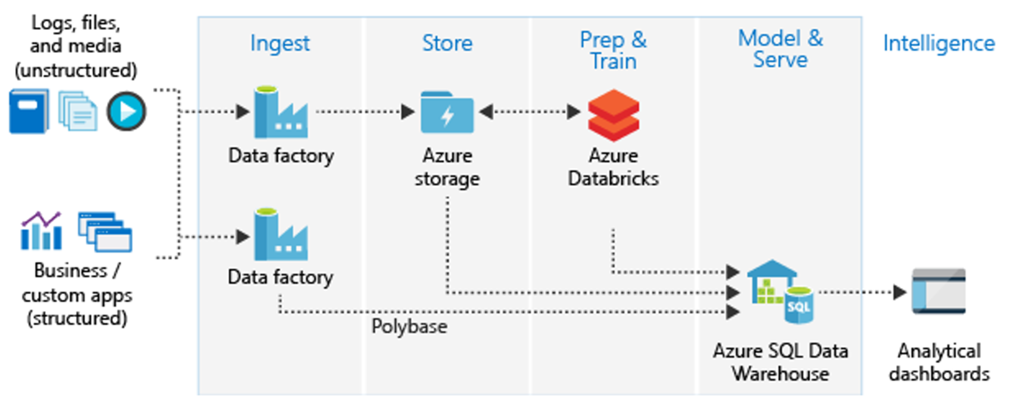 Logs, files,
and media
(unstructured)
Ingest
Store
Prep &
Train
Model &
Serve
Intelligence
Data factory
Azure
storage
Azure
Databricks
Business /
custom apps
(structured)
Data factory
Polybase
SQL
Azure SQL Data
Warehouse
Analytical
dashboards